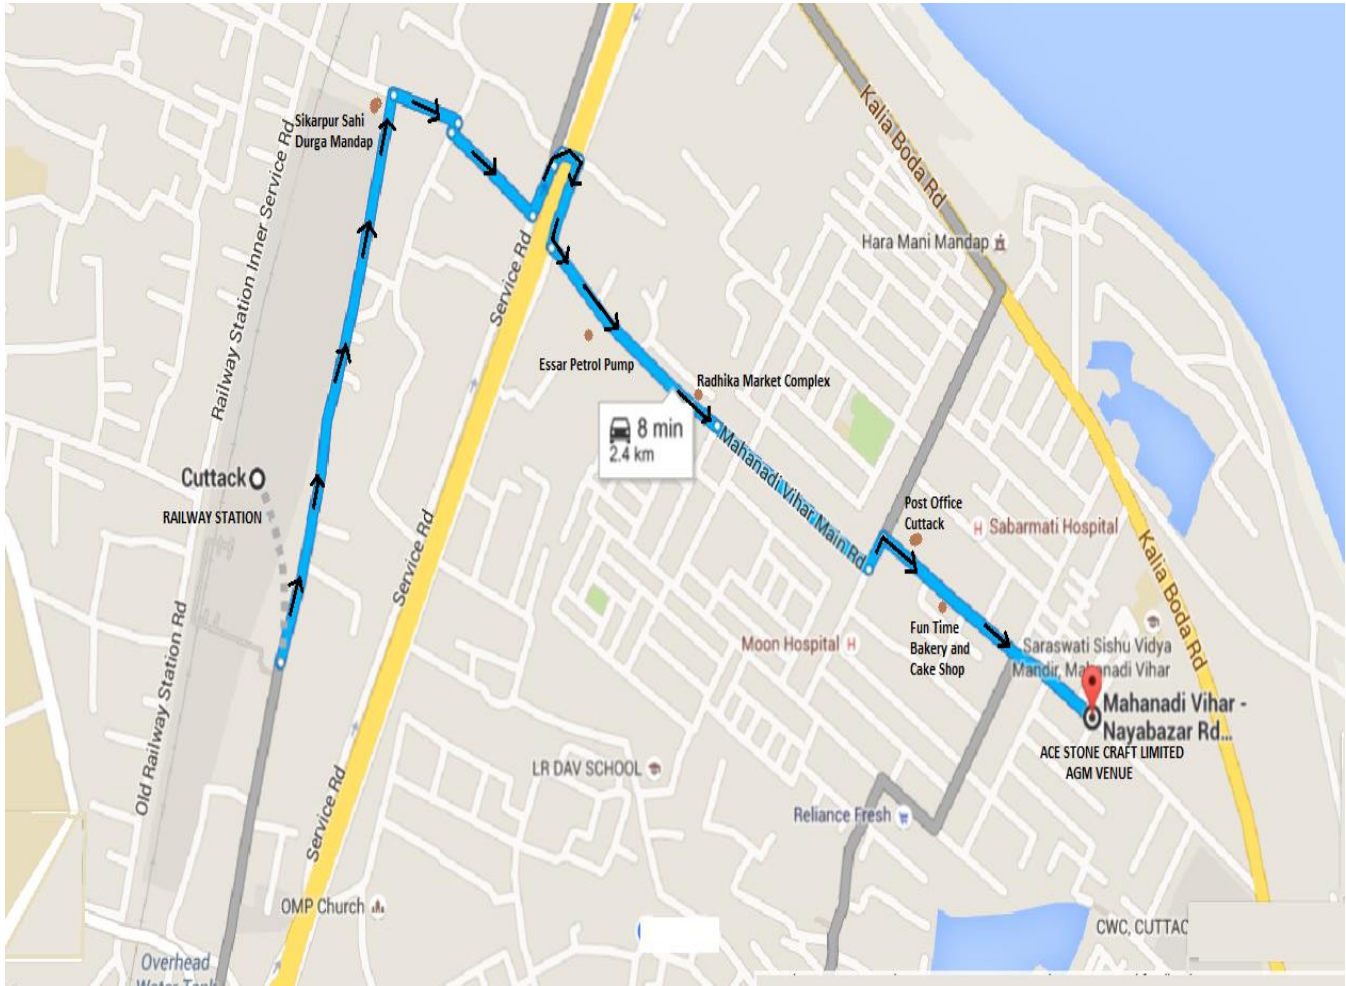 Kalia Boda Rd
Sikarpur Sahi
Durga Mandap
Railway Station Inner Service Rd
Service Rd
Hara Mani Mandap
Essar Petrol Pump
Radhika Market Complex
8 min
2.4 km
Mahanadi Vihar Main Rd
Cuttack
RAILWAY STATION
Service Rd
Post Office
Cuttack
Sabarmati Hospital
Kalia Boda Rd
Moon Hospital
Fun Time
Bakery and
Cake Shop
Saraswati Sishu Vidya
Mandir, Mahanadi Vihar
Old Railway Station Rd
Mahanadi Vihar -
Nayabazar Rd...
ACE STONE CRAFT LIMITED
AGM VENUE
LR DAV SCHOOL
Service Rd
Reliance Fresh
OMP Church
CWC, CUTTAC
Overhead
Water Tank